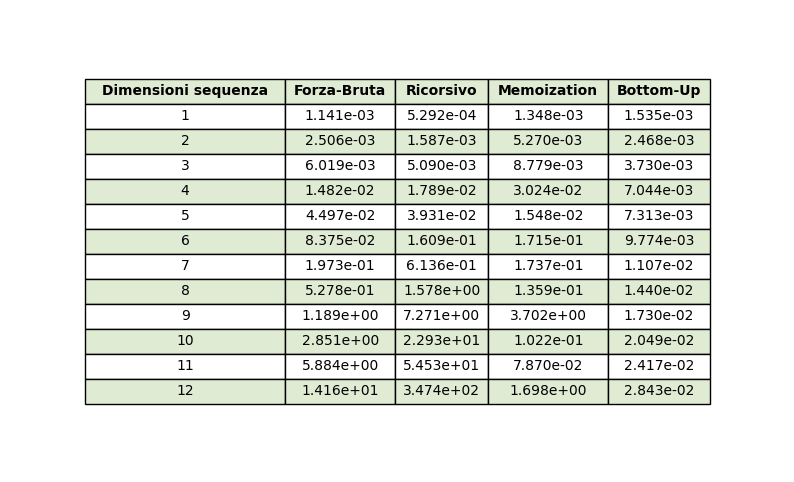 Dimensioni sequenza Forza-Bruta Ricorsivo Memoization Bottom-Up
1 1.141e-03 5.292e-04 1.348e-03 1.535e-03
2 2.506e-03 1.587e-03 5.270e-03 2.468e-03
3 6.019e-03 5.090e-03 8.779e-03 3.730e-03
4 1.482e-02 1.789e-02 3.024e-02 7.044e-03
5 4.497e-02 3.931e-02 1.548e-02 7.313e-03
6 8.375e-02 1.609e-01 1.715e-01 9.774e-03
7 1.973e-01 6.136e-01 1.737e-01 1.107e-02
8 5.278e-01 1.578e+00 1.359e-01 1.440e-02
9 1.189e+00 7.271e+00 3.702e+00 1.730e-02
10 2.851e+00 2.293e+01 1.022e-01 2.049e-02
11 5.884e+00 5.453e+01 7.870e-02 2.417e-02
12 1.416e+01 3.474e+02 1.698e+00 2.843e-02